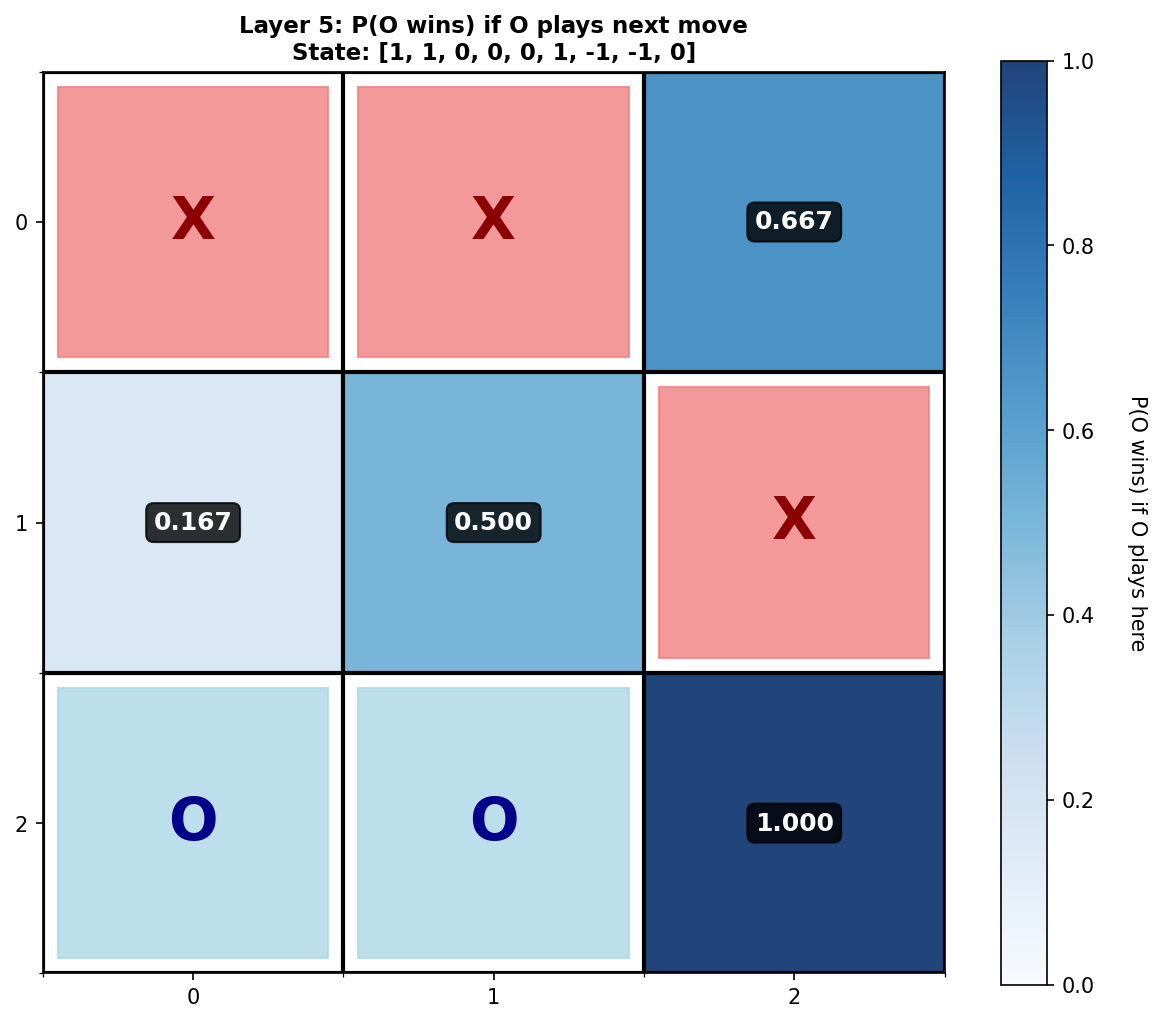 Layer 5: P(O wins) if O plays next move
State: [1, 1, 0, 0, 0, 1, -1, -1, 0]
X
X
0.667
0.167
0.500
X
O
O
1.000
0
1
2
0
1
2
1.0
0.8
0.6
0.4
0.2
0.0
P(O wins) if O plays here